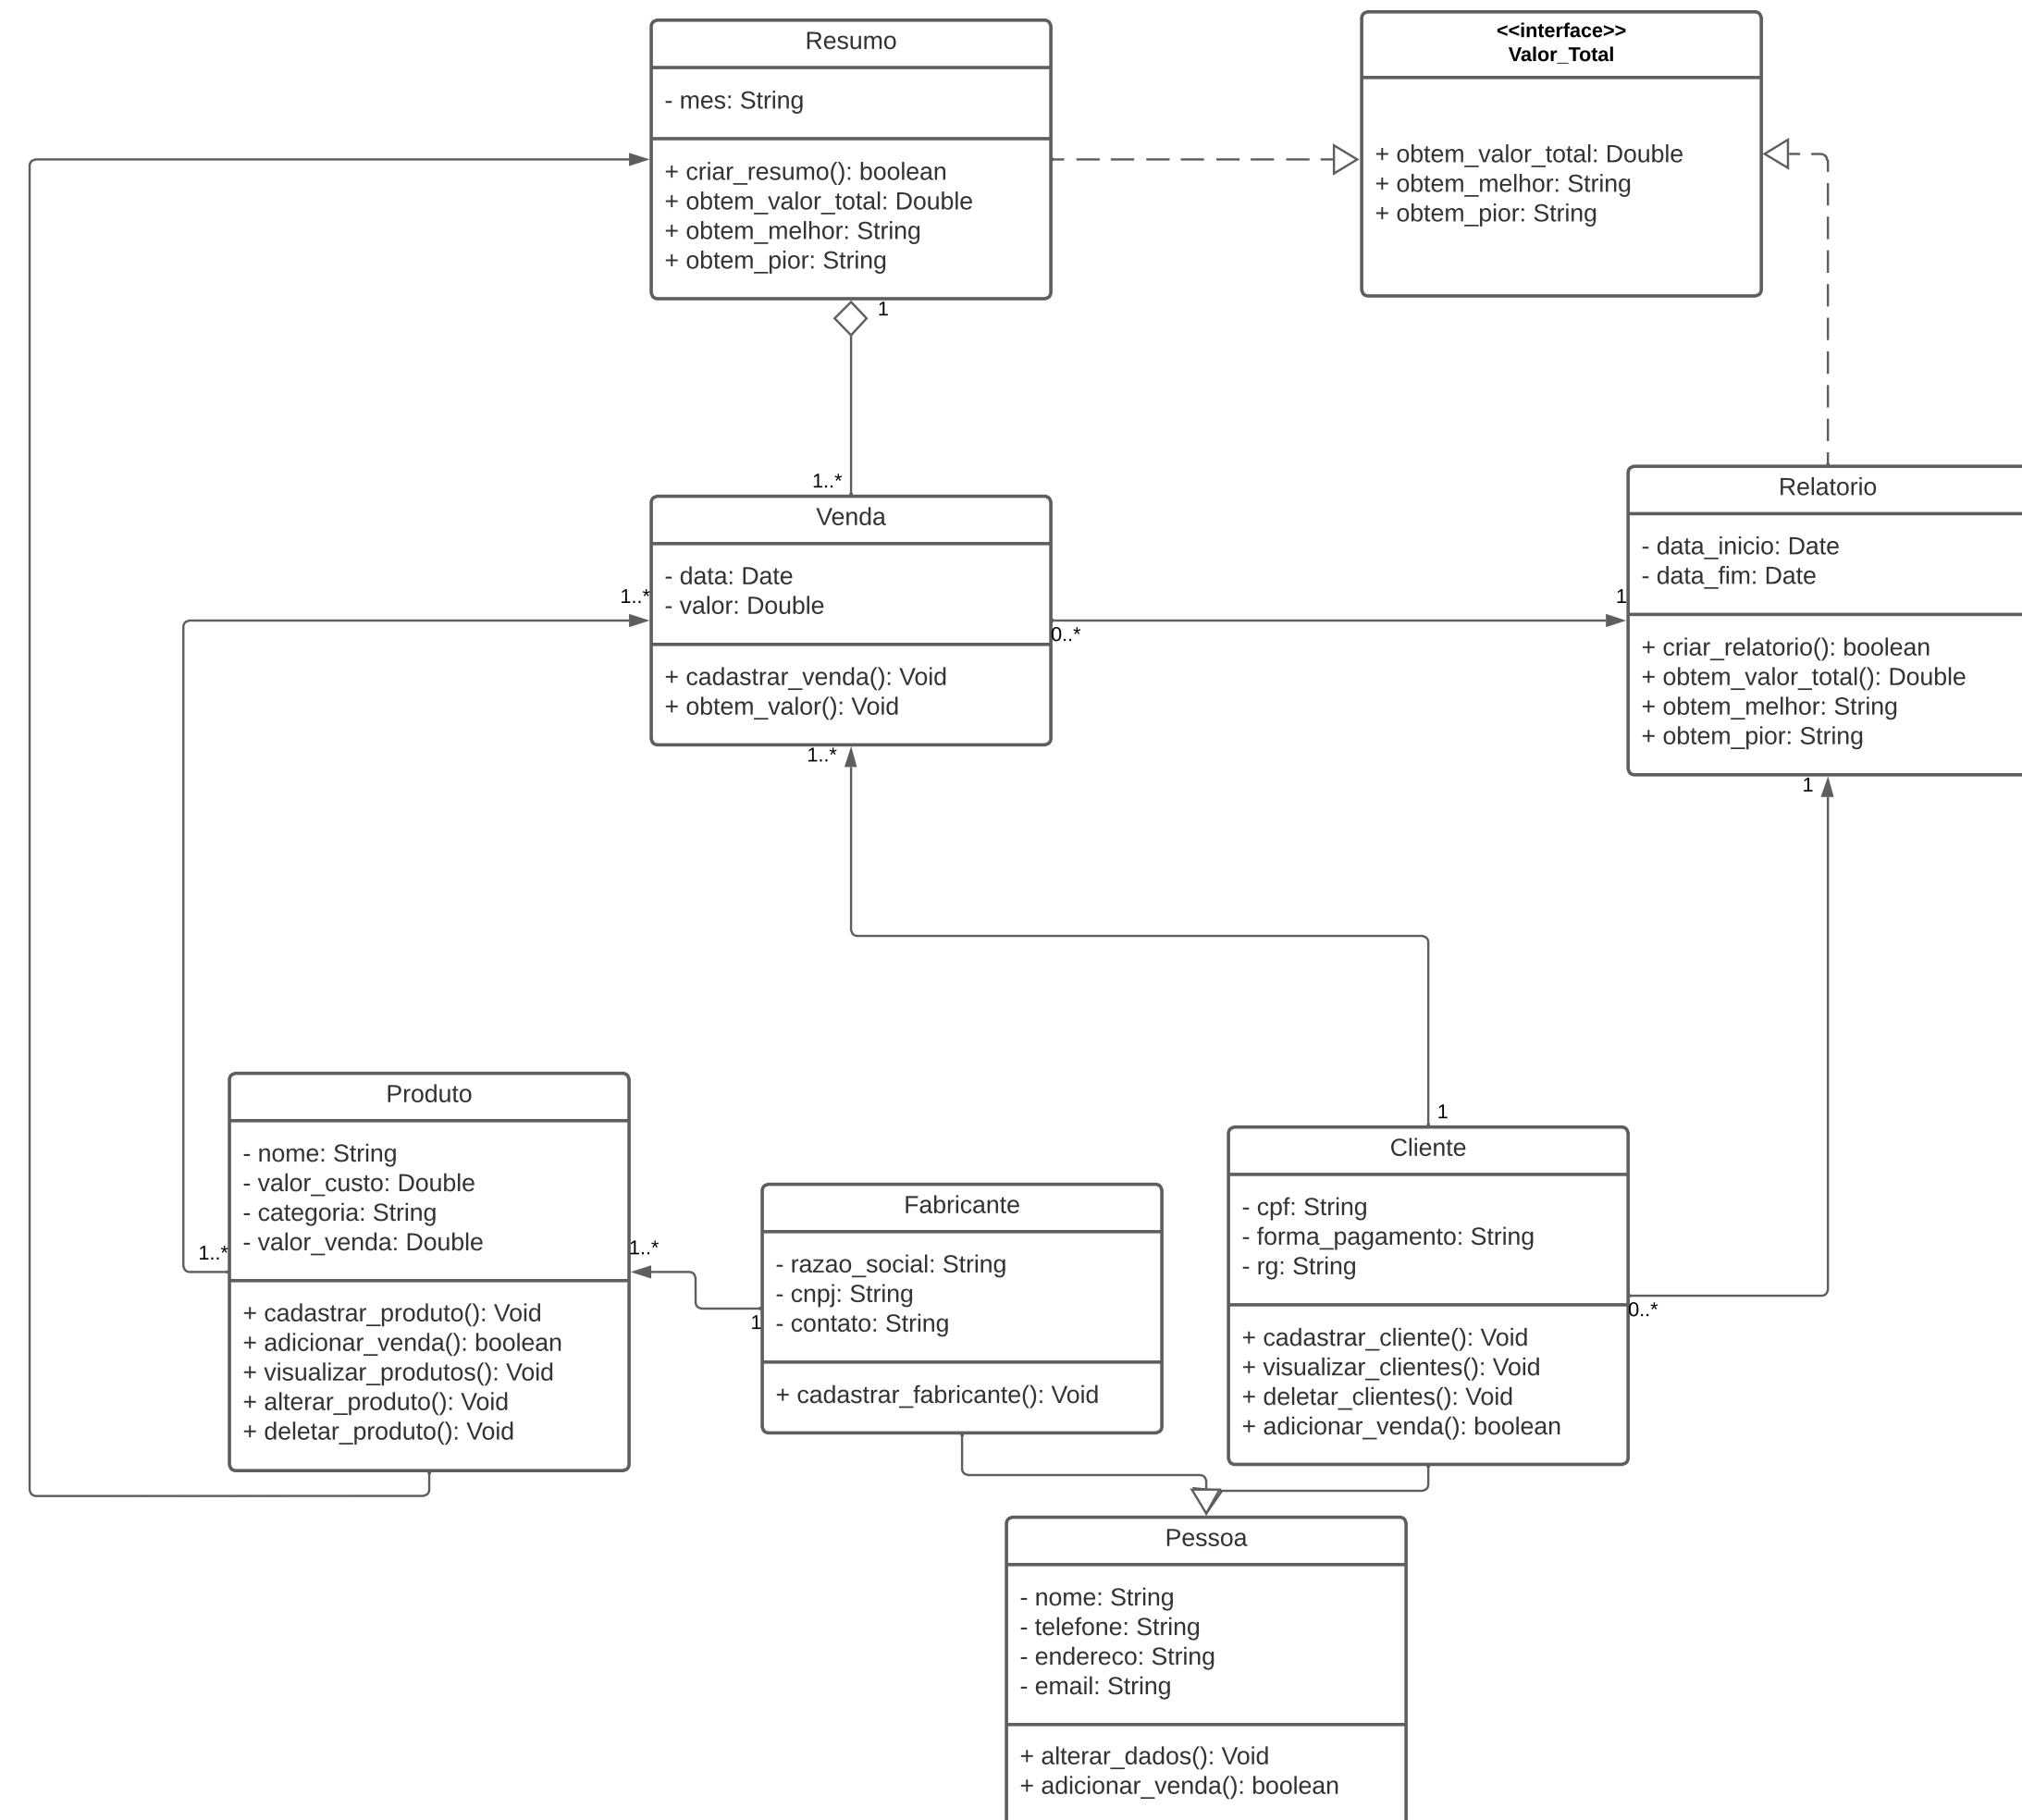 Resumo
- mes: String
+ criar_resumo(): boolean
+ obtem_valor_total: Double
+ obtem_melhor: String
+ obtem_pior: String
1
<<interface>>
Valor_Total
+ obtem_valor_total: Double
+ obtem_melhor: String
+ obtem_pior: String
1..*
Venda
- data: Date
- valor: Double
+ cadastrar_venda(): Void
+ obtem_valor(): Void
1..*
0..*
1..*
1
Relatorio
- data_inicio: Date
- data_fim: Date
+ criar_relatorio(): boolean
+ obtem_valor_total(): Double
+ obtem_melhor: String
+ obtem_pior: String
1
Produto
- nome: String
- valor_custo: Double
- categoria: String
- valor_venda: Double
+ cadastrar_produto(): Void
+ adicionar_venda(): boolean
+ visualizar_produtos(): Void
+ alterar_produto(): Void
+ deletar_produto(): Void
1..*
1..*
1
Fabricante
- razao_social: String
- cnpj: String
- contato: String
+ cadastrar_fabricante(): Void
1
Cliente
- cpf: String
- forma_pagamento: String
- rg: String
+ cadastrar_cliente(): Void
+ visualizar_clientes(): Void
+ deletar_clientes(): Void
+ adicionar_venda(): boolean
0..*
Pessoa
- nome: String
- telefone: String
- endereco: String
- email: String
+ alterar_dados(): Void
+ adicionar_venda(): boolean